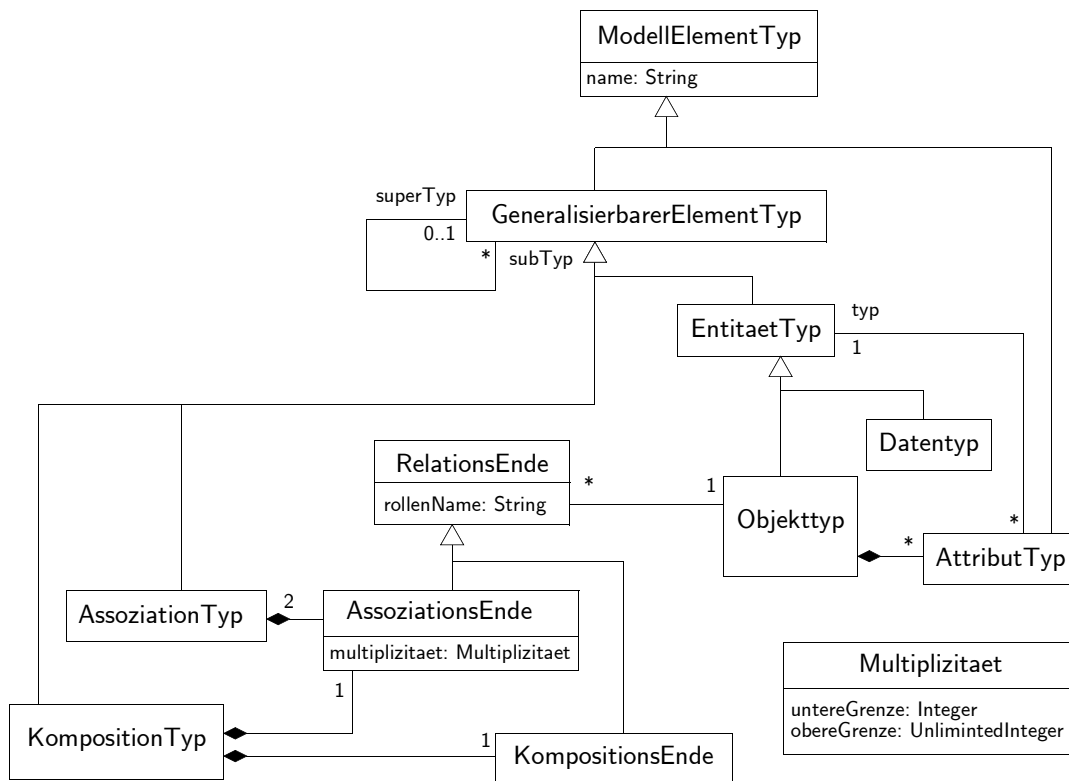 ModellElementTyp
name: String
superTyp
GeneralisierbarerElementTyp
0..1
*
subTyp
EntitaetTyp
typ
1
Datentyp
RelationsEnde
rollenName: String
*
1
Objekttyp
*
*
AttributTyp
AssoziationTyp
2
AssoziationsEnde
multiplizitaet: Multiplizitaet
1
Multiplizitaet
untereGrenze: Integer
obereGrenze: UnlimintedInteger
KompositionTyp
1
KompositionsEnde